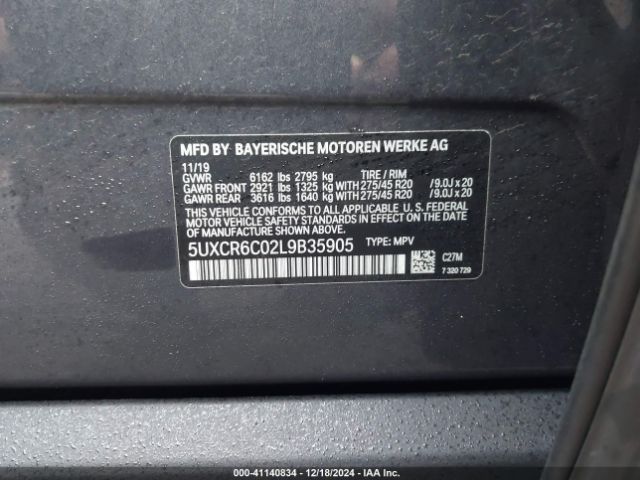 MFD BY BAYERISCHE MOTOREN WERKE AG
11/19
GVWR 6162 lbs 2795 kg TIRE / RIM
GAWR FRONT 2921 lbs 1325 kg WITH 275/45 R20 /9.0J x 20
GAWR REAR 3616 lbs 1640 kg WITH 275/45 R20 /9.0J x 20
THIS VEHICLE CONFORMS TO ALL APPLICABLE U. S. FEDERAL
MOTOR VEHICLE SAFETY STANDARDS IN EFFECT ON THE DATE
OF MANUFACTURE SHOWN ABOVE.
5UXCR6C02L9B35905 TYPE: MPV
C27M
7 320 729
000-41140834 - 12/18/2024 - IAA Inc.